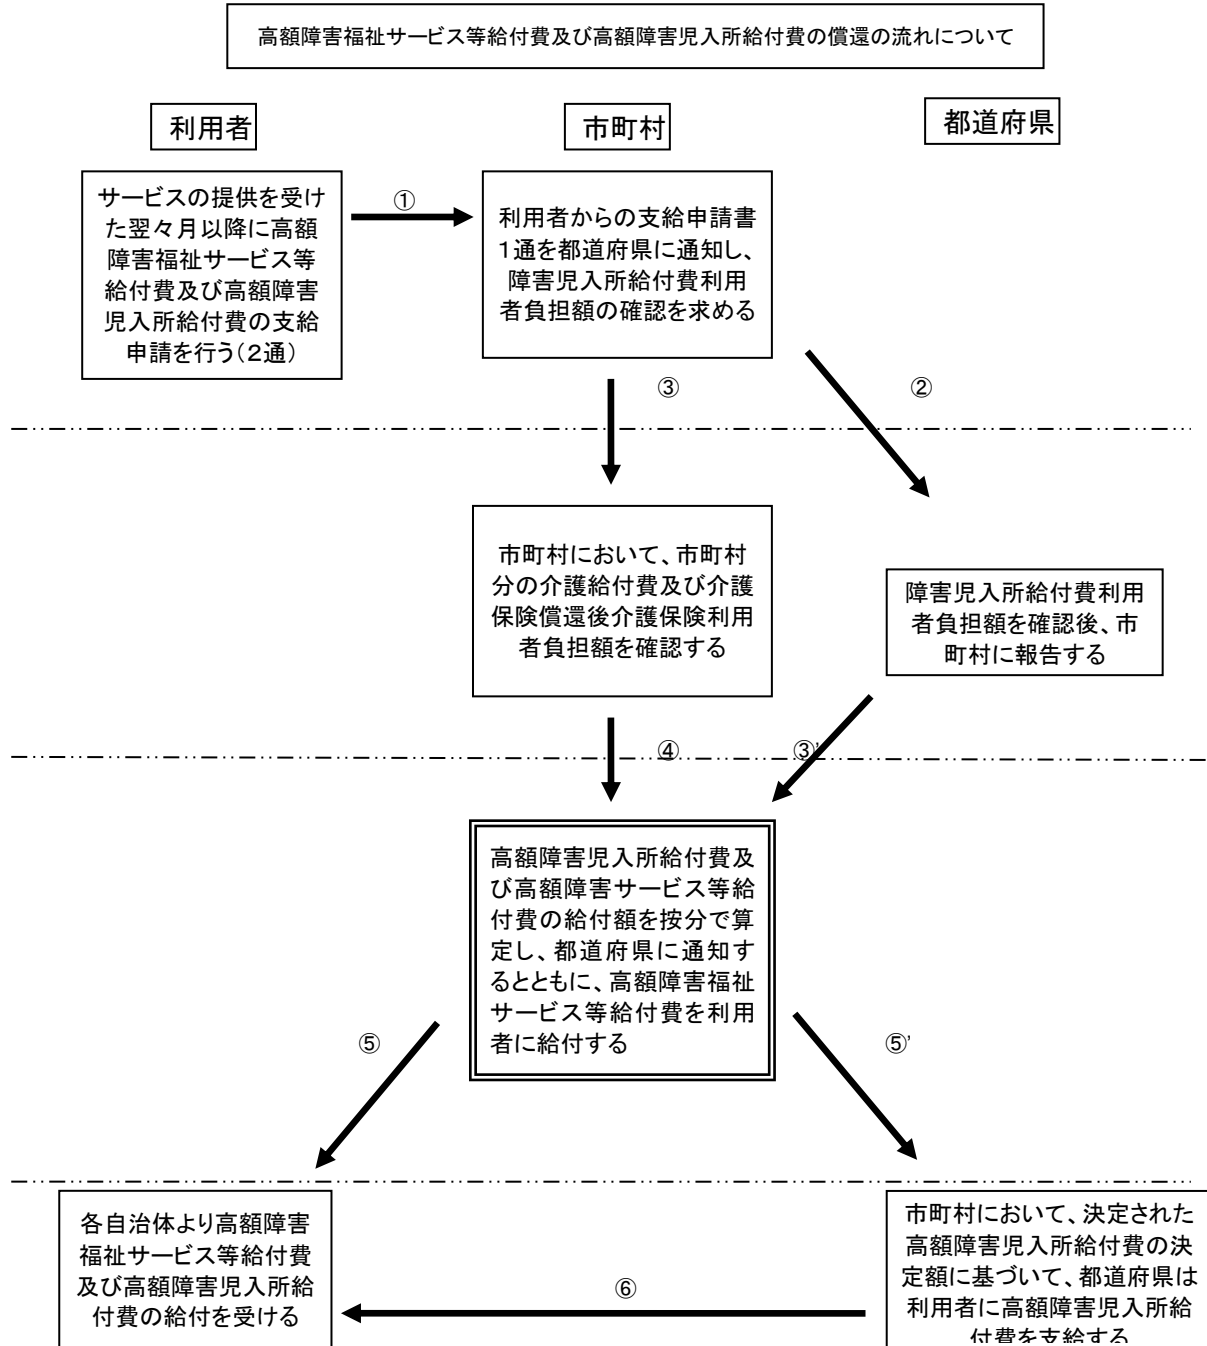 高額障害福祉サービス等給付費及び高額障害児入所給付費の償還の流れについて
利用者
市町村
都道府県
サービスの提供を受け
た翌々月以降に高額
障害福祉サービス等
給付費及び高額障害
児入所給付費の支給
申請を行う(2通)
①
利用者からの支給申請書
1通を都道府県に通知し、
障害児入所給付費利用
者負担額の確認を求める
③
②
市町村において、市町村
分の介護給付費及び介護
保険償還後介護保険利用
者負担額を確認する
障害児入所給付費利用
者負担額を確認後、市
町村に報告する
④
③'
高額障害児入所給付費及
び高額障害サービス等給
付費の給付額を按分で算
定し、都道府県に通知す
るとともに、高額障害福祉
サービス等給付費を利用
者に給付する
⑤
⑤'
各自治体より高額障害
福祉サービス等給付費
及び高額障害児入所給
付費の給付を受ける
⑥
市町村において、決定された
高額障害児入所給付費の決
定額に基づいて、都道府県は
利用者に高額障害児入所給
付費を支給する